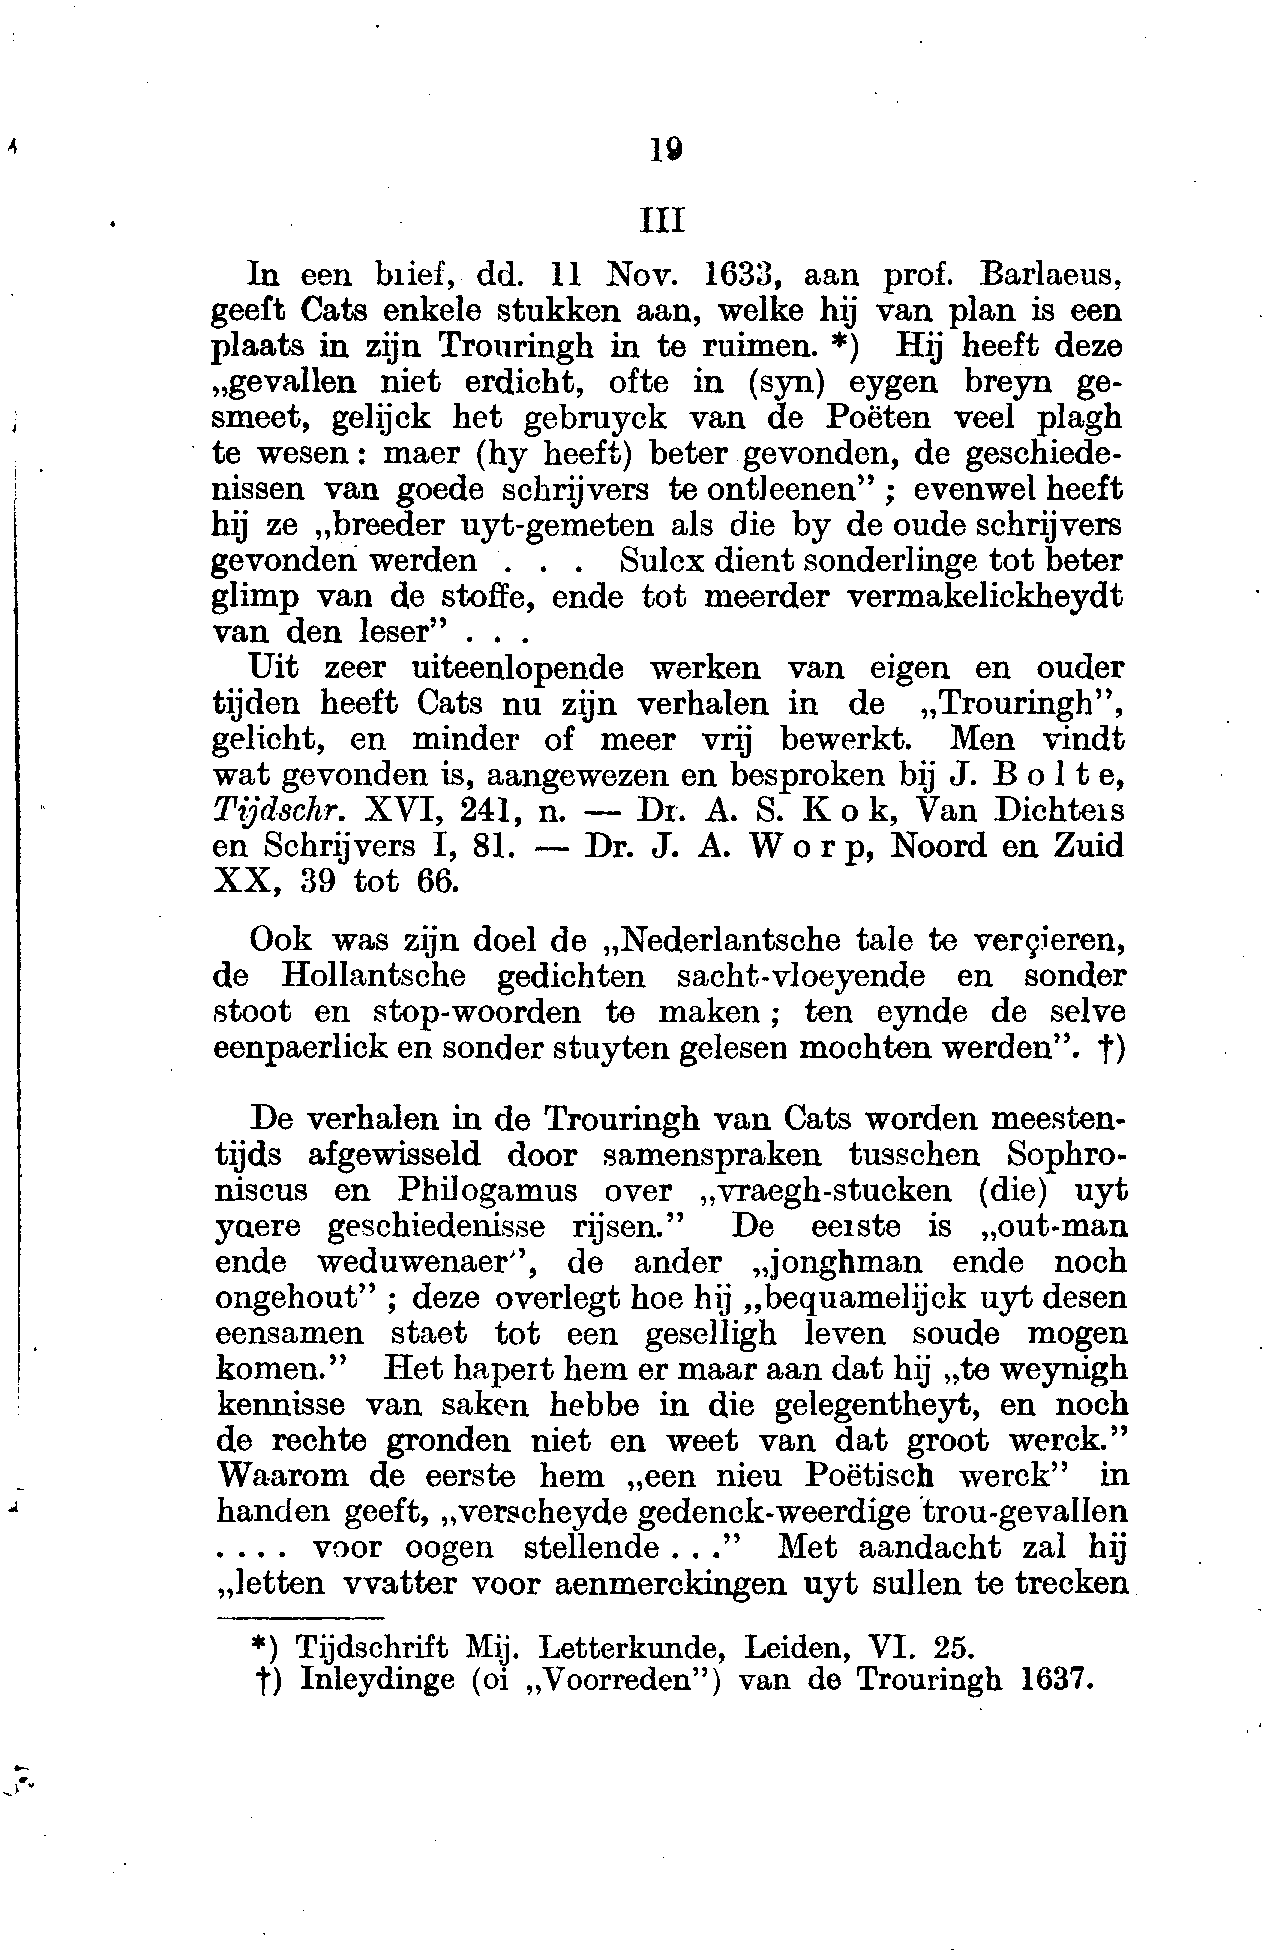 19
III
In een brief, dd. 11 Nov. 1633, aan prof. Barlaeus,
geeft Cats enkele stukken aan, welke hij van plan is een
plaats in zijn Trouringh in te ruimen. *) Hij heeft deze
„gevallen niet erdicht, ofte in (syn) eygen breyn ge-
smeet, gelijck het gebruyck van de Poëten veel plagh
te wesen: maer (hy heeft) beter gevonden, de geschiede-
nissen van goede schrijvers te ontleenen”; evenwel heeft
hij ze „breeder uyt-gemeten als die by de oude schrijvers
gevonden werden . . . Sulcx dient sonderlinge tot beter
glimp van de stoffe, ende tot meerder vermakelickheydt
van den leser” . . .
Uit zeer uiteenlopende werken van eigen en ouder
tijden heeft Cats nu zijn verhalen in de „Trouringh”,
gelicht, en minder of meer vrij bewerkt. Men vindt
wat gevonden is, aangewezen en besproken bij J. Bolte,
Tijdschr. XVI, 241, n. — Dr. A. S. Kok, Van Dichters
en Schrijvers I, 81. — Dr. J. A. Worp, Noord en Zuid
XX, 39 tot 66.
Ook was zijn doel de „Nederlantsche tale te verçieren,
de Hollantsche gedichten sacht-vloeyende en sonder
stoot en stop-woorden te maken; ten eynde de selve
eenpaerlick en sonder stuyten gelesen mochten werden”. †)
De verhalen in de Trouringh van Cats worden meesten-
tijds afgewisseld door samenspraken tusschen Sophro-
niscus en Philogamus over „vraegh-stucken (die) uyt
yaere geschiedenisse rijsen.” De eerste is „out-man
ende weduwenaer”, de ander „jonghman ende noch
ongehout”; deze overlegt hoe hij „bequamelijck uyt desen
eensamen staet tot een geselligh leven soude mogen
komen.” Het hapert hem er maar aan dat hij „te weynigh
kennisse van saken hebbe in die gelegentheyt, en noch
de rechte gronden niet en weet van dat groot werck.”
Waarom de eerste hem „een nieu Poëtisch werck” in
handen geeft, „verscheyde gedenck-weerdige trou-gevallen
.... voor oogen stellende . . .” Met aandacht zal hij
„letten vvatter voor aenmerckingen uyt sullen te trecken
*) Tijdschrift Mij. Letterkunde, Leiden, VI. 25.
†) Inleydinge (oi „Voorreden”) van de Trouringh 1637.